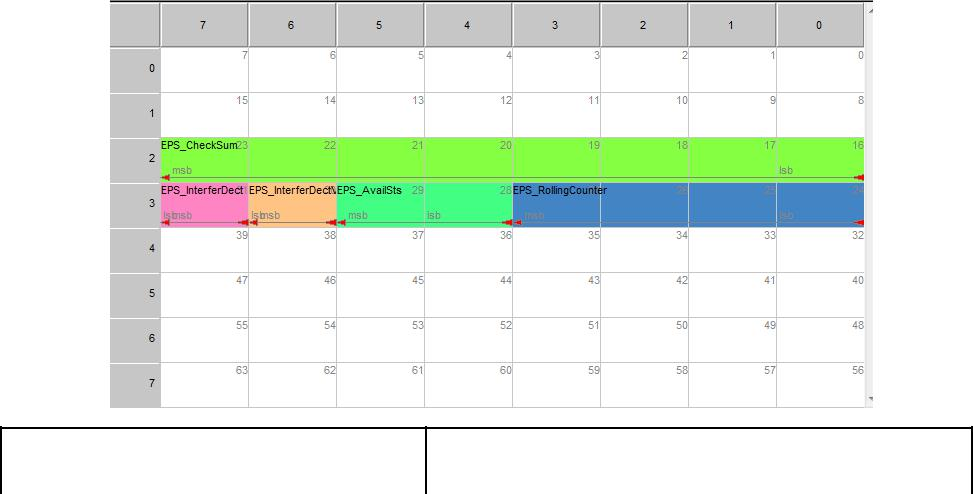 7 6 5 4 3 2 1 0
0 7 6 5 4 3 2 1 0
1 15 14 13 12 11 10 9 8
2 EPS_CheckSum 23 22 21 20 19 18 17 16
msb lsb
3 EPS_InterferDect EPS_InterferDect EPS_AvailSts 29 28 EPS_RollingCounter 26 25 24
lsb msb lsb msb msb lsb msb lsb
4 39 38 37 36 35 34 33 32
5 47 46 45 44 43 42 41 40
6 55 54 53 52 51 50 49 48
7 63 62 61 60 59 58 57 56